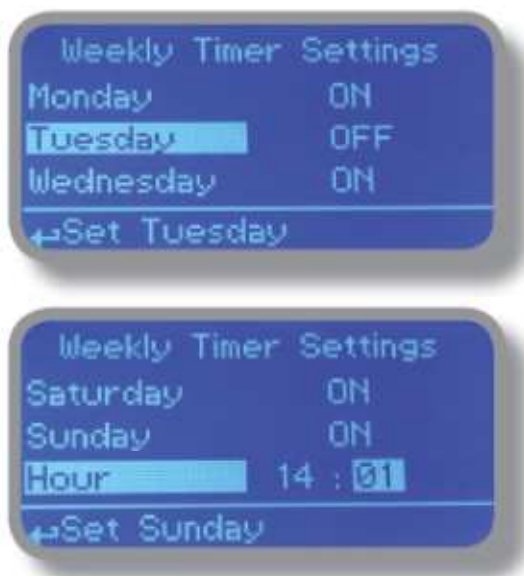 Weekly Timer Settings
Monday ON
Tuesday OFF
Wednesday ON
↵Set Tuesday
Weekly Timer Settings
Saturday ON
Sunday ON
Hour 14 : 01
↵Set Sunday